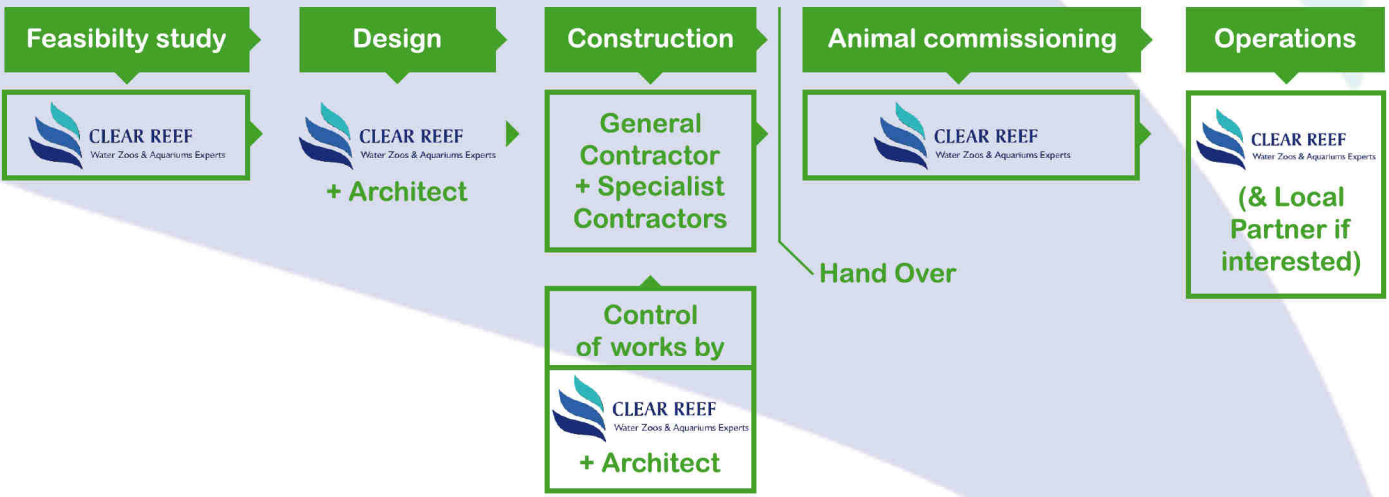 Feasibilty study
Design
Construction
Animal commissioning
Operations
CLEAR REEF
Water Zoos & Aquariums Experts
CLEAR REEF
Water Zoos & Aquariums Experts
+ Architect
General
Contractor
+ Specialist
Contractors
CLEAR REEF
Water Zoos & Aquariums Experts
CLEAR REEF
Water Zoos & Aquariums Experts
(& Local
Partner if
interested)
Hand Over
Control
of works by
CLEAR REEF
Water Zoos & Aquariums Experts
+ Architect